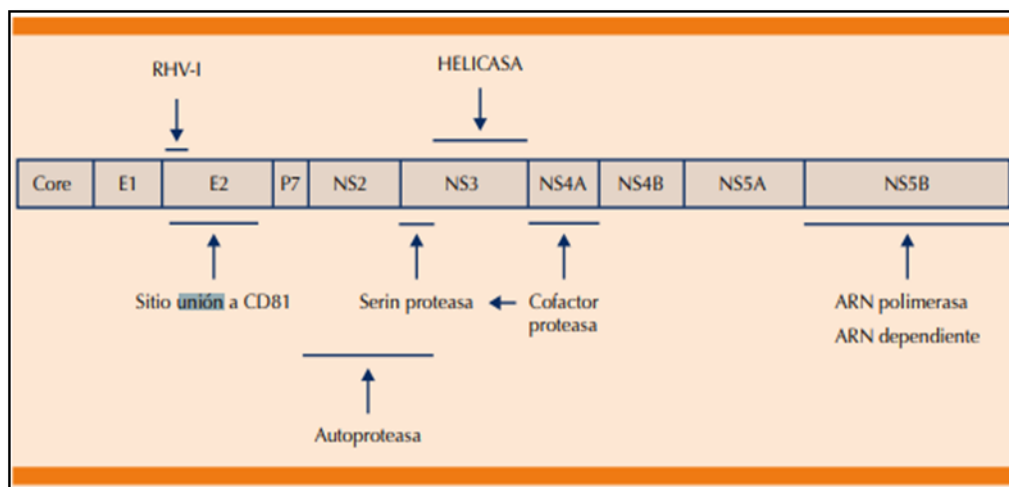 RHV-I
HELICASA
Core E1 E2 P7 NS2 NS3 NS4A NS4B NS5A NS5B
Sitio unión a CD81
Serin proteasa
Cofactor
proteasa
ARN polimerasa
ARN dependiente
Autoproteasa